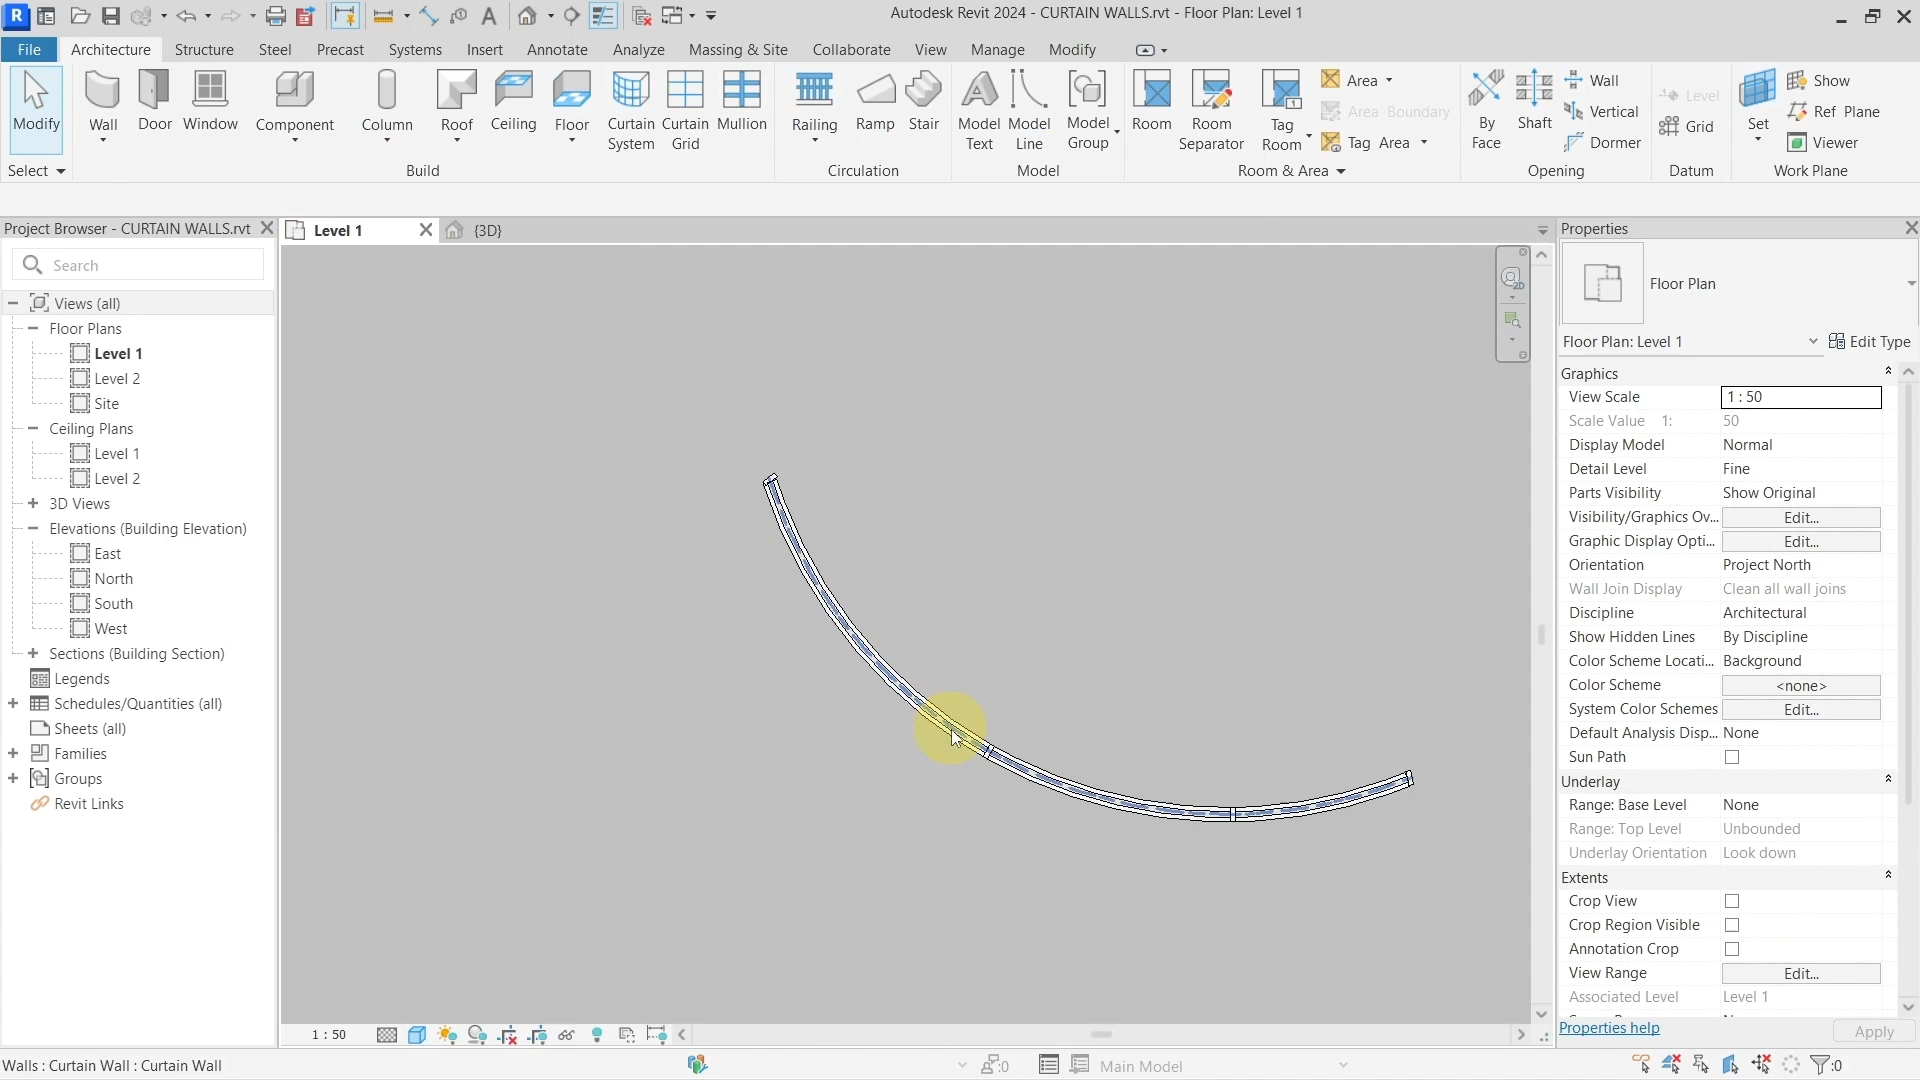 Autodesk Revit 2024 - CURTAIN WALLS.rvt - Floor Plan: Level 1
File Architecture Structure Steel Precast Systems Insert Annotate Analyze Massing & Site Collaborate View Manage Modify
Modify
Wall
Door
Window
Component
Column
Roof
Ceiling
Floor
Curtain System
Curtain Grid
Mullion
Railing
Ramp
Stair
Model Text
Model Line
Model Group
Room
Room Separator
Tag Room
Area
Area Boundary
Tag Area
By Face
Shaft
Wall
Vertical
Dormer
Level
Grid
Set
Show
Ref Plane
Viewer
Select
Build
Circulation
Model
Room & Area
Opening
Datum
Work Plane
Project Browser - CURTAIN WALLS.rvt
Search
Views (all)
Floor Plans
Level 1
Level 2
Site
Ceiling Plans
Level 1
Level 2
3D Views
Elevations (Building Elevation)
East
North
South
West
Sections (Building Section)
Legends
Schedules/Quantities (all)
Sheets (all)
Families
Groups
Revit Links
Level 1
{3D}
2D
Properties
Floor Plan
Floor Plan: Level 1
Edit Type
Graphics
View Scale 1 : 50
Scale Value 1: 50
Display Model Normal
Detail Level Fine
Parts Visibility Show Original
Visibility/Graphics Ov... Edit...
Graphic Display Opti... Edit...
Orientation Project North
Wall Join Display Clean all wall joins
Discipline Architectural
Show Hidden Lines By Discipline
Color Scheme Locati... Background
Color Scheme <none>
System Color Schemes Edit...
Default Analysis Disp... None
Sun Path
Underlay
Range: Base Level None
Range: Top Level Unbounded
Underlay Orientation Look down
Extents
Crop View
Crop Region Visible
Annotation Crop
View Range Edit...
Associated Level Level 1
Properties help
Apply
1 : 50
Walls : Curtain Wall : Curtain Wall
:0
Main Model
:0